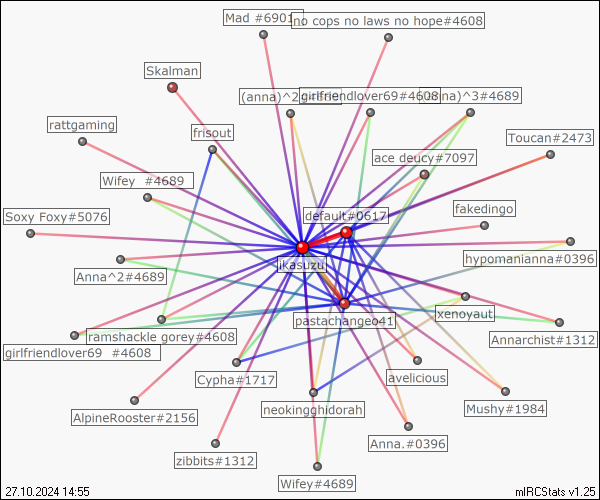 Mad #6901
no cops no laws no hope#4608
Skalman
(anna)^2
girlfriendlover69#4608
)^3#4689
rattgaming
frisout
Toucan#2473
ace deucy#7097
Wifey #4689
fakedingo
Soxy Foxy#5076
default#0617
ikasuzu
hypomanianna#0396
Anna^2#4689
pastachangeo41
xenoyaut
ramshackle gorey#4608
Annarchist#1312
girlfriendlover69 #4608
Cypha#1717
avelicious
AlpineRooster#2156
neokingghidorah
Mushy#1984
Anna.#0396
zibbits#1312
Wifey#4689
27.10.2024 14:55
mIRCStats v1.25